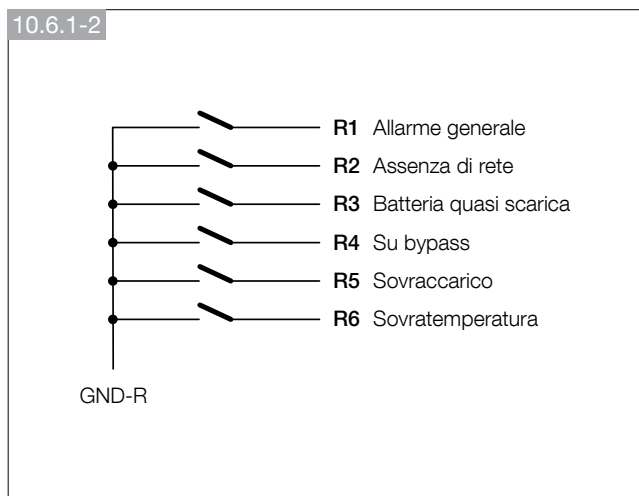 10.6.1-2
R1 Allarme generale
R2 Assenza di rete
R3 Batteria quasi scarica
R4 Su bypass
R5 Sovraccarico
R6 Sovratemperatura
GND-R